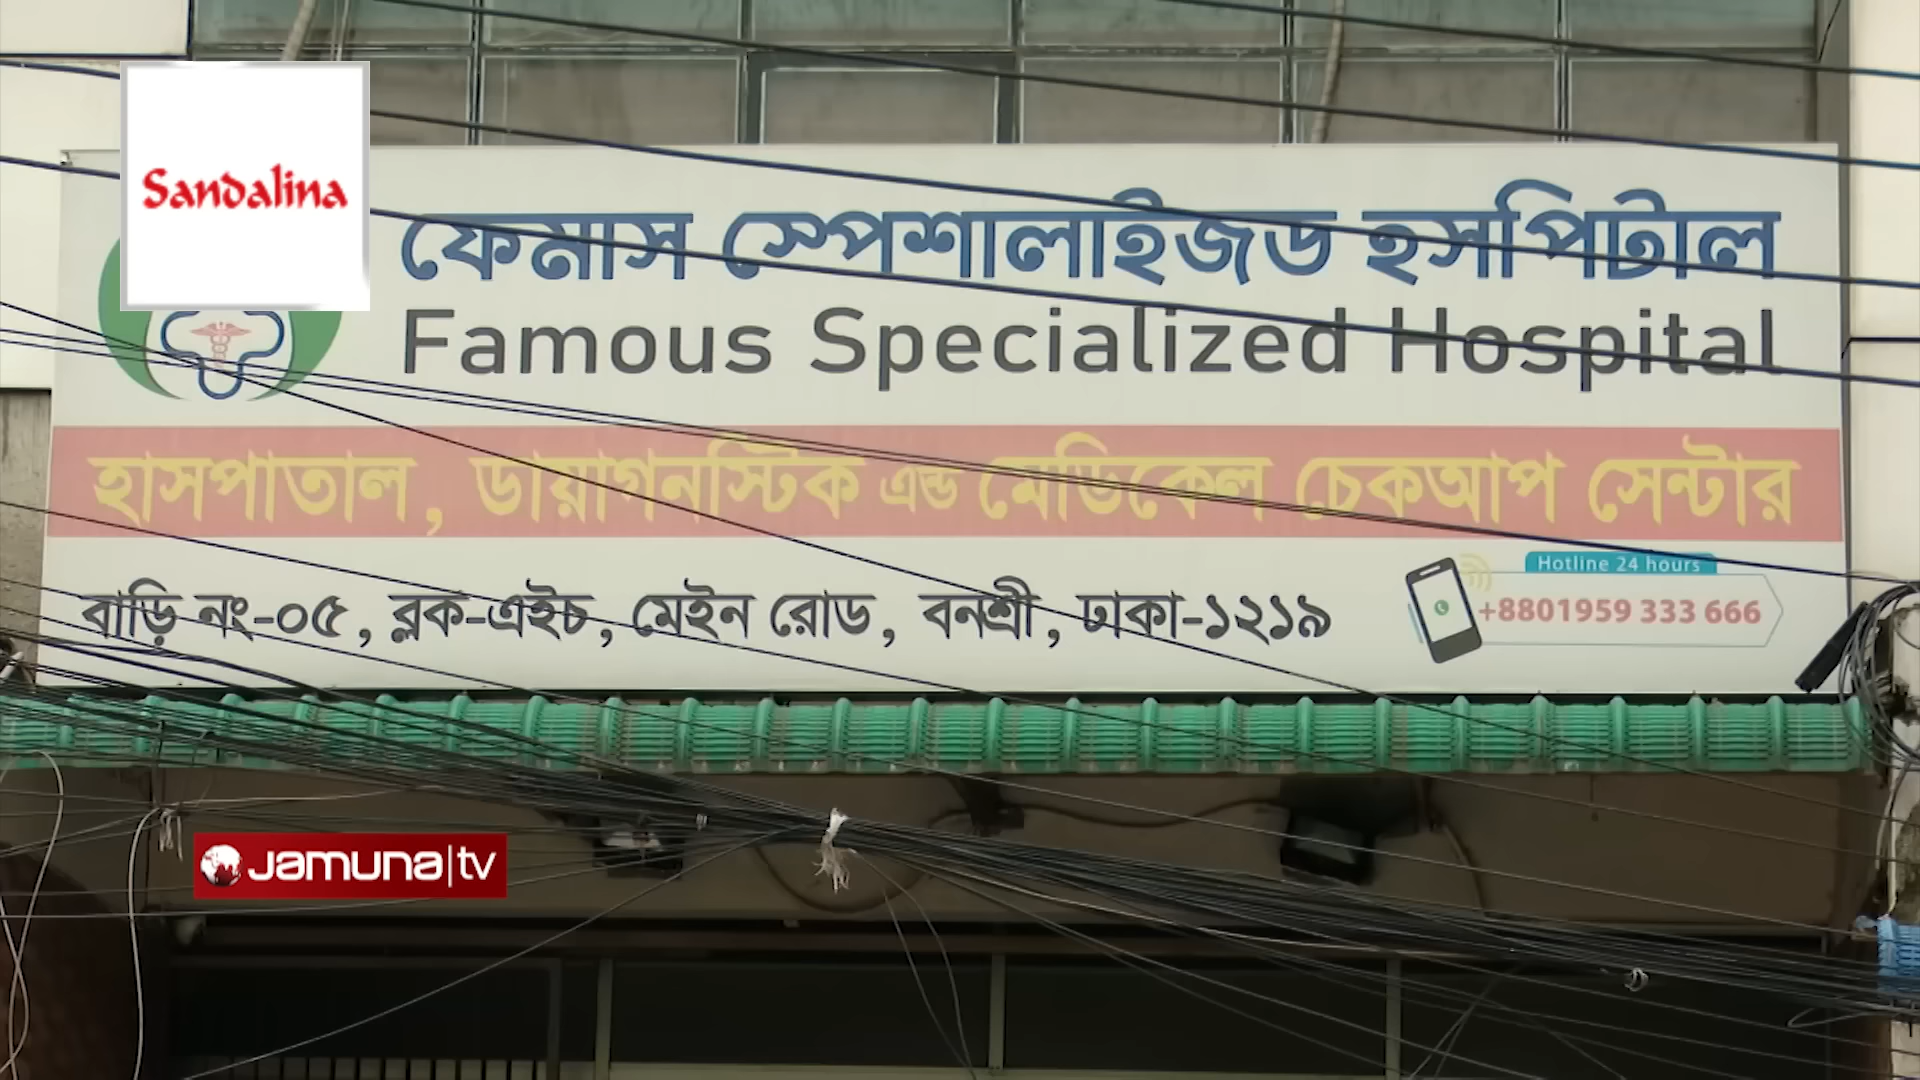 Sandalina
ফেমাস স্পেশালাইজড হসপিটাল
Famous Specialized Hospital
হাসপাতাল, ডায়াগনস্টিক এন্ড মেডিকেল চেকআপ সেন্টার
Hotline 24 hours
বাড়ি নং-০৫, ব্লক-এইচ, মেইন রোড, বনশ্রী, ঢাকা-১২১৯
+8801959 333 666
Jamuna|tv